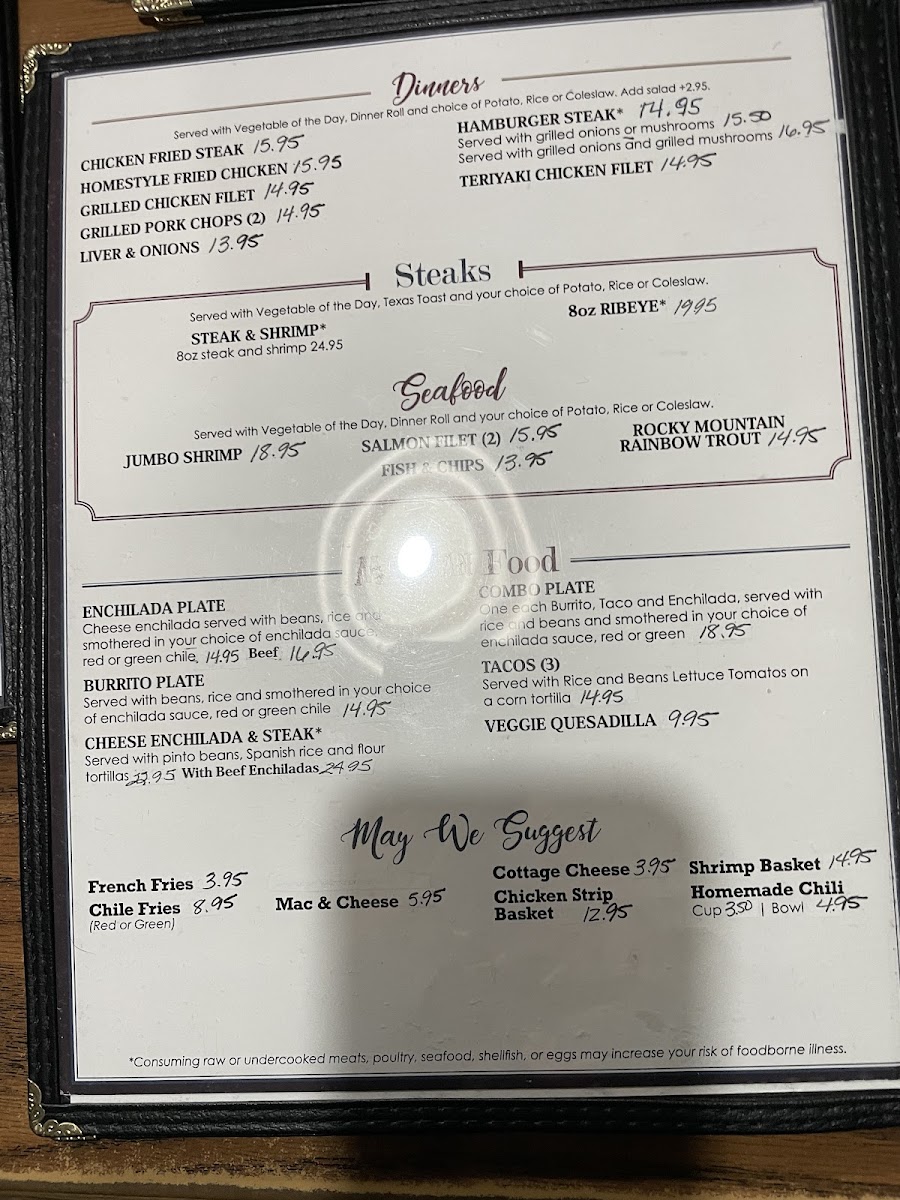 Dinners
Served with Vegetable of the Day, Dinner Roll and choice of Potato, Rice or Coleslaw. Add salad +2.95.
CHICKEN FRIED STEAK 15.95
HOMESTYLE FRIED CHICKEN 15.95
GRILLED CHICKEN FILET 14.95
GRILLED PORK CHOPS (2) 14.95
LIVER & ONIONS 13.95
HAMBURGER STEAK* 14.95
Served with grilled onions or mushrooms 15.50
Served with grilled onions and grilled mushrooms 16.95
TERIYAKI CHICKEN FILET 14.95
Steaks
Served with Vegetable of the Day, Texas Toast and your choice of Potato, Rice or Coleslaw.
STEAK & SHRIMP*
8oz steak and shrimp 24.95
8oz RIBEYE* 1995
Seafood
Served with Vegetable of the Day, Dinner Roll and your choice of Potato, Rice or Coleslaw.
JUMBO SHRIMP 18.95
SALMON FILET (2) 15.95
FISH & CHIPS 13.95
ROCKY MOUNTAIN
RAINBOW TROUT 14.95
Food
ENCHILADA PLATE
Cheese enchilada served with beans, rice and
smothered in your choice of enchilada sauce,
red or green chile. 14.95 Beef 16.95
BURRITO PLATE
Served with beans, rice and smothered in your choice
of enchilada sauce, red or green chile 14.95
CHEESE ENCHILADA & STEAK*
Served with pinto beans, Spanish rice and flour
tortillas .95 With Beef Enchiladas 24.95
COMBO PLATE
One each Burrito, Taco and Enchilada, served with
rice and beans and smothered in your choice of
enchilada sauce, red or green 18.95
TACOS (3)
Served with Rice and Beans Lettuce Tomatos on
a corn tortilla 14.95
VEGGIE QUESADILLA 9.95
May We Suggest
French Fries 3.95
Chile Fries 8.95
(Red or Green)
Mac & Cheese 5.95
Cottage Cheese 3.95
Chicken Strip
Basket 12.95
Shrimp Basket 14.95
Homemade Chili
Cup 3.50 | Bowl 4.95
*Consuming raw or undercooked meats, poultry, seafood, shellfish, or eggs may increase your risk of foodborne illness.